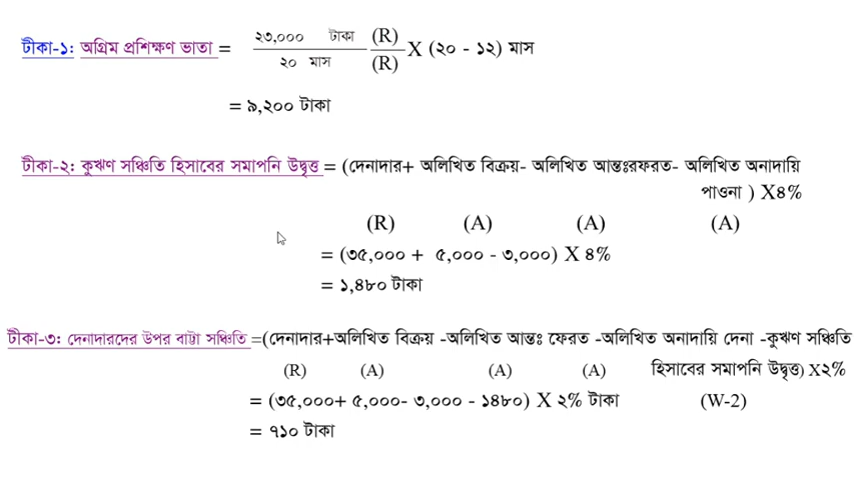 টীকা-১: অগ্রিম প্রশিক্ষণ ভাতা = ২৩,০০০ টাকা (R) / ২০ মাস (R) X (২০ - ১২) মাস
= ৯,২০০ টাকা
টীকা-২: কুঋণ সঞ্চিতি হিসাবের সমাপনি উদ্বৃত্ত = (দেনাদার+ অলিখিত বিক্রয়- অলিখিত আন্তঃরফরত- অলিখিত অনাদায়ি
পাওনা ) X৪%
(R) (A) (A) (A)
= (৩৫,০০০ + ৫,০০০ - ৩,০০০) X ৪%
= ১,৪৮০ টাকা
টীকা-৩: দেনাদারদের উপর বাট্টা সঞ্চিতি =(দেনাদার+অলিখিত বিক্রয় -অলিখিত আন্তঃ ফেরত -অলিখিত অনাদায়ি দেনা -কুঋণ সঞ্চিতি
(R) (A) (A) (A) হিসাবের সমাপনি উদ্বৃত্ত) X২%
= (৩৫,০০০+ ৫,০০০- ৩,০০০ - ১৪৮০) X ২% টাকা (W-2)
= ৭১০ টাকা